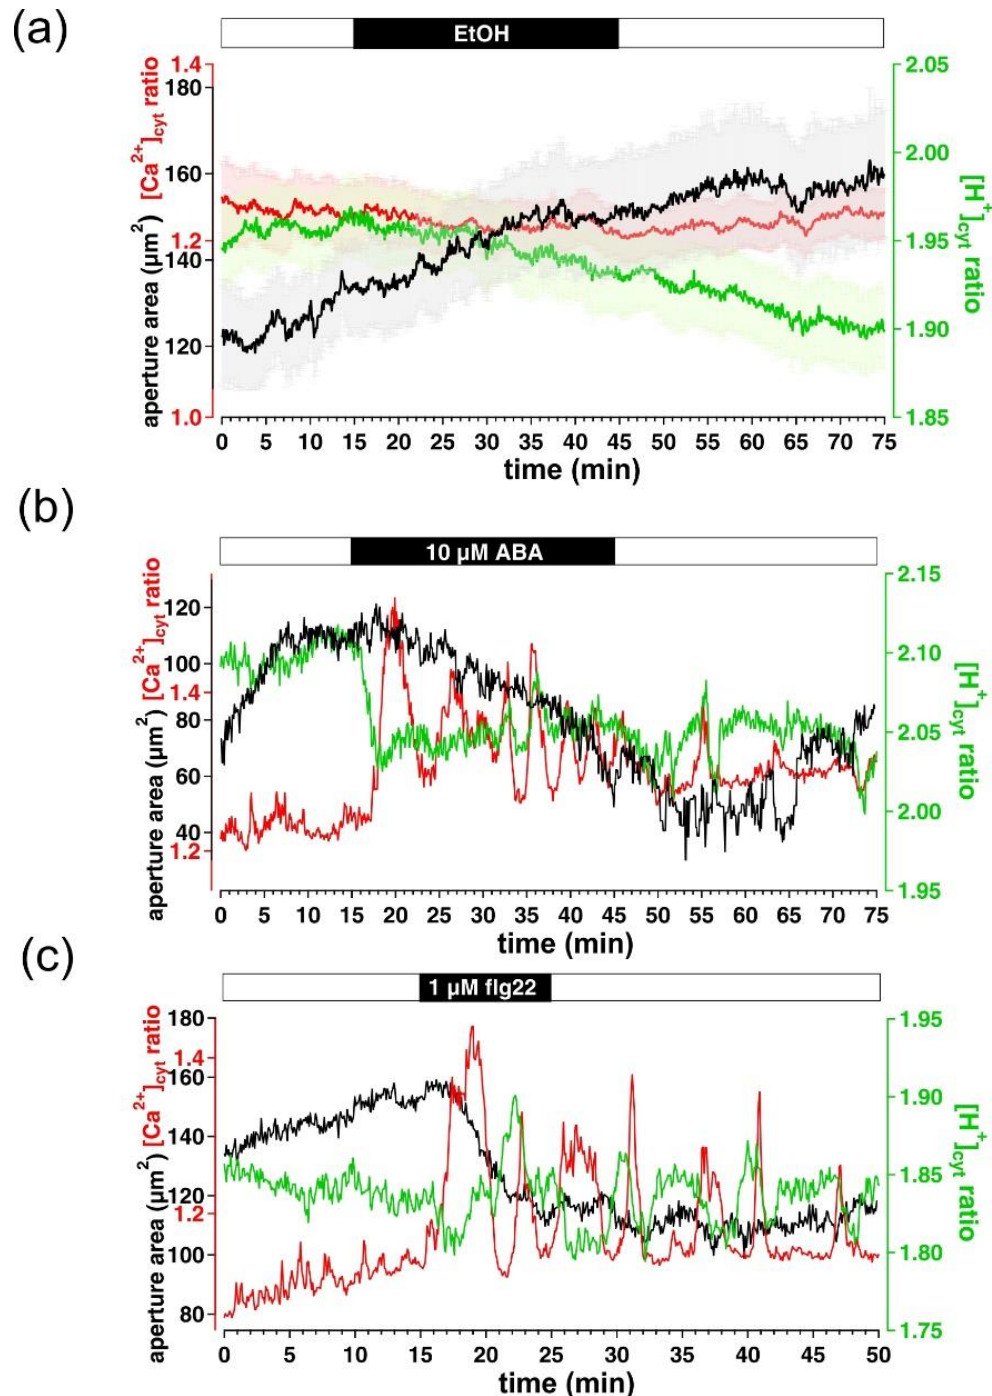 (a)
EtOH
[Ca²⁺]cyt ratio
aperture area (µm²)
1.4
1.2
1.0
180
160
140
120
2.05
2.00
1.95
1.90
1.85
[H⁺]cyt ratio
0 5 10 15 20 25 30 35 40 45 50 55 60 65 70 75
time (min)
(b)
10 µM ABA
[Ca²⁺]cyt ratio
aperture area (µm²)
1.4
1.2
120
100
80
60
40
2.15
2.10
2.05
2.00
1.95
[H⁺]cyt ratio
0 5 10 15 20 25 30 35 40 45 50 55 60 65 70 75
time (min)
(c)
1 µM flg22
[Ca²⁺]cyt ratio
aperture area (µm²)
1.4
1.2
180
160
140
120
100
80
1.95
1.90
1.85
1.80
1.75
[H⁺]cyt ratio
0 5 10 15 20 25 30 35 40 45 50
time (min)